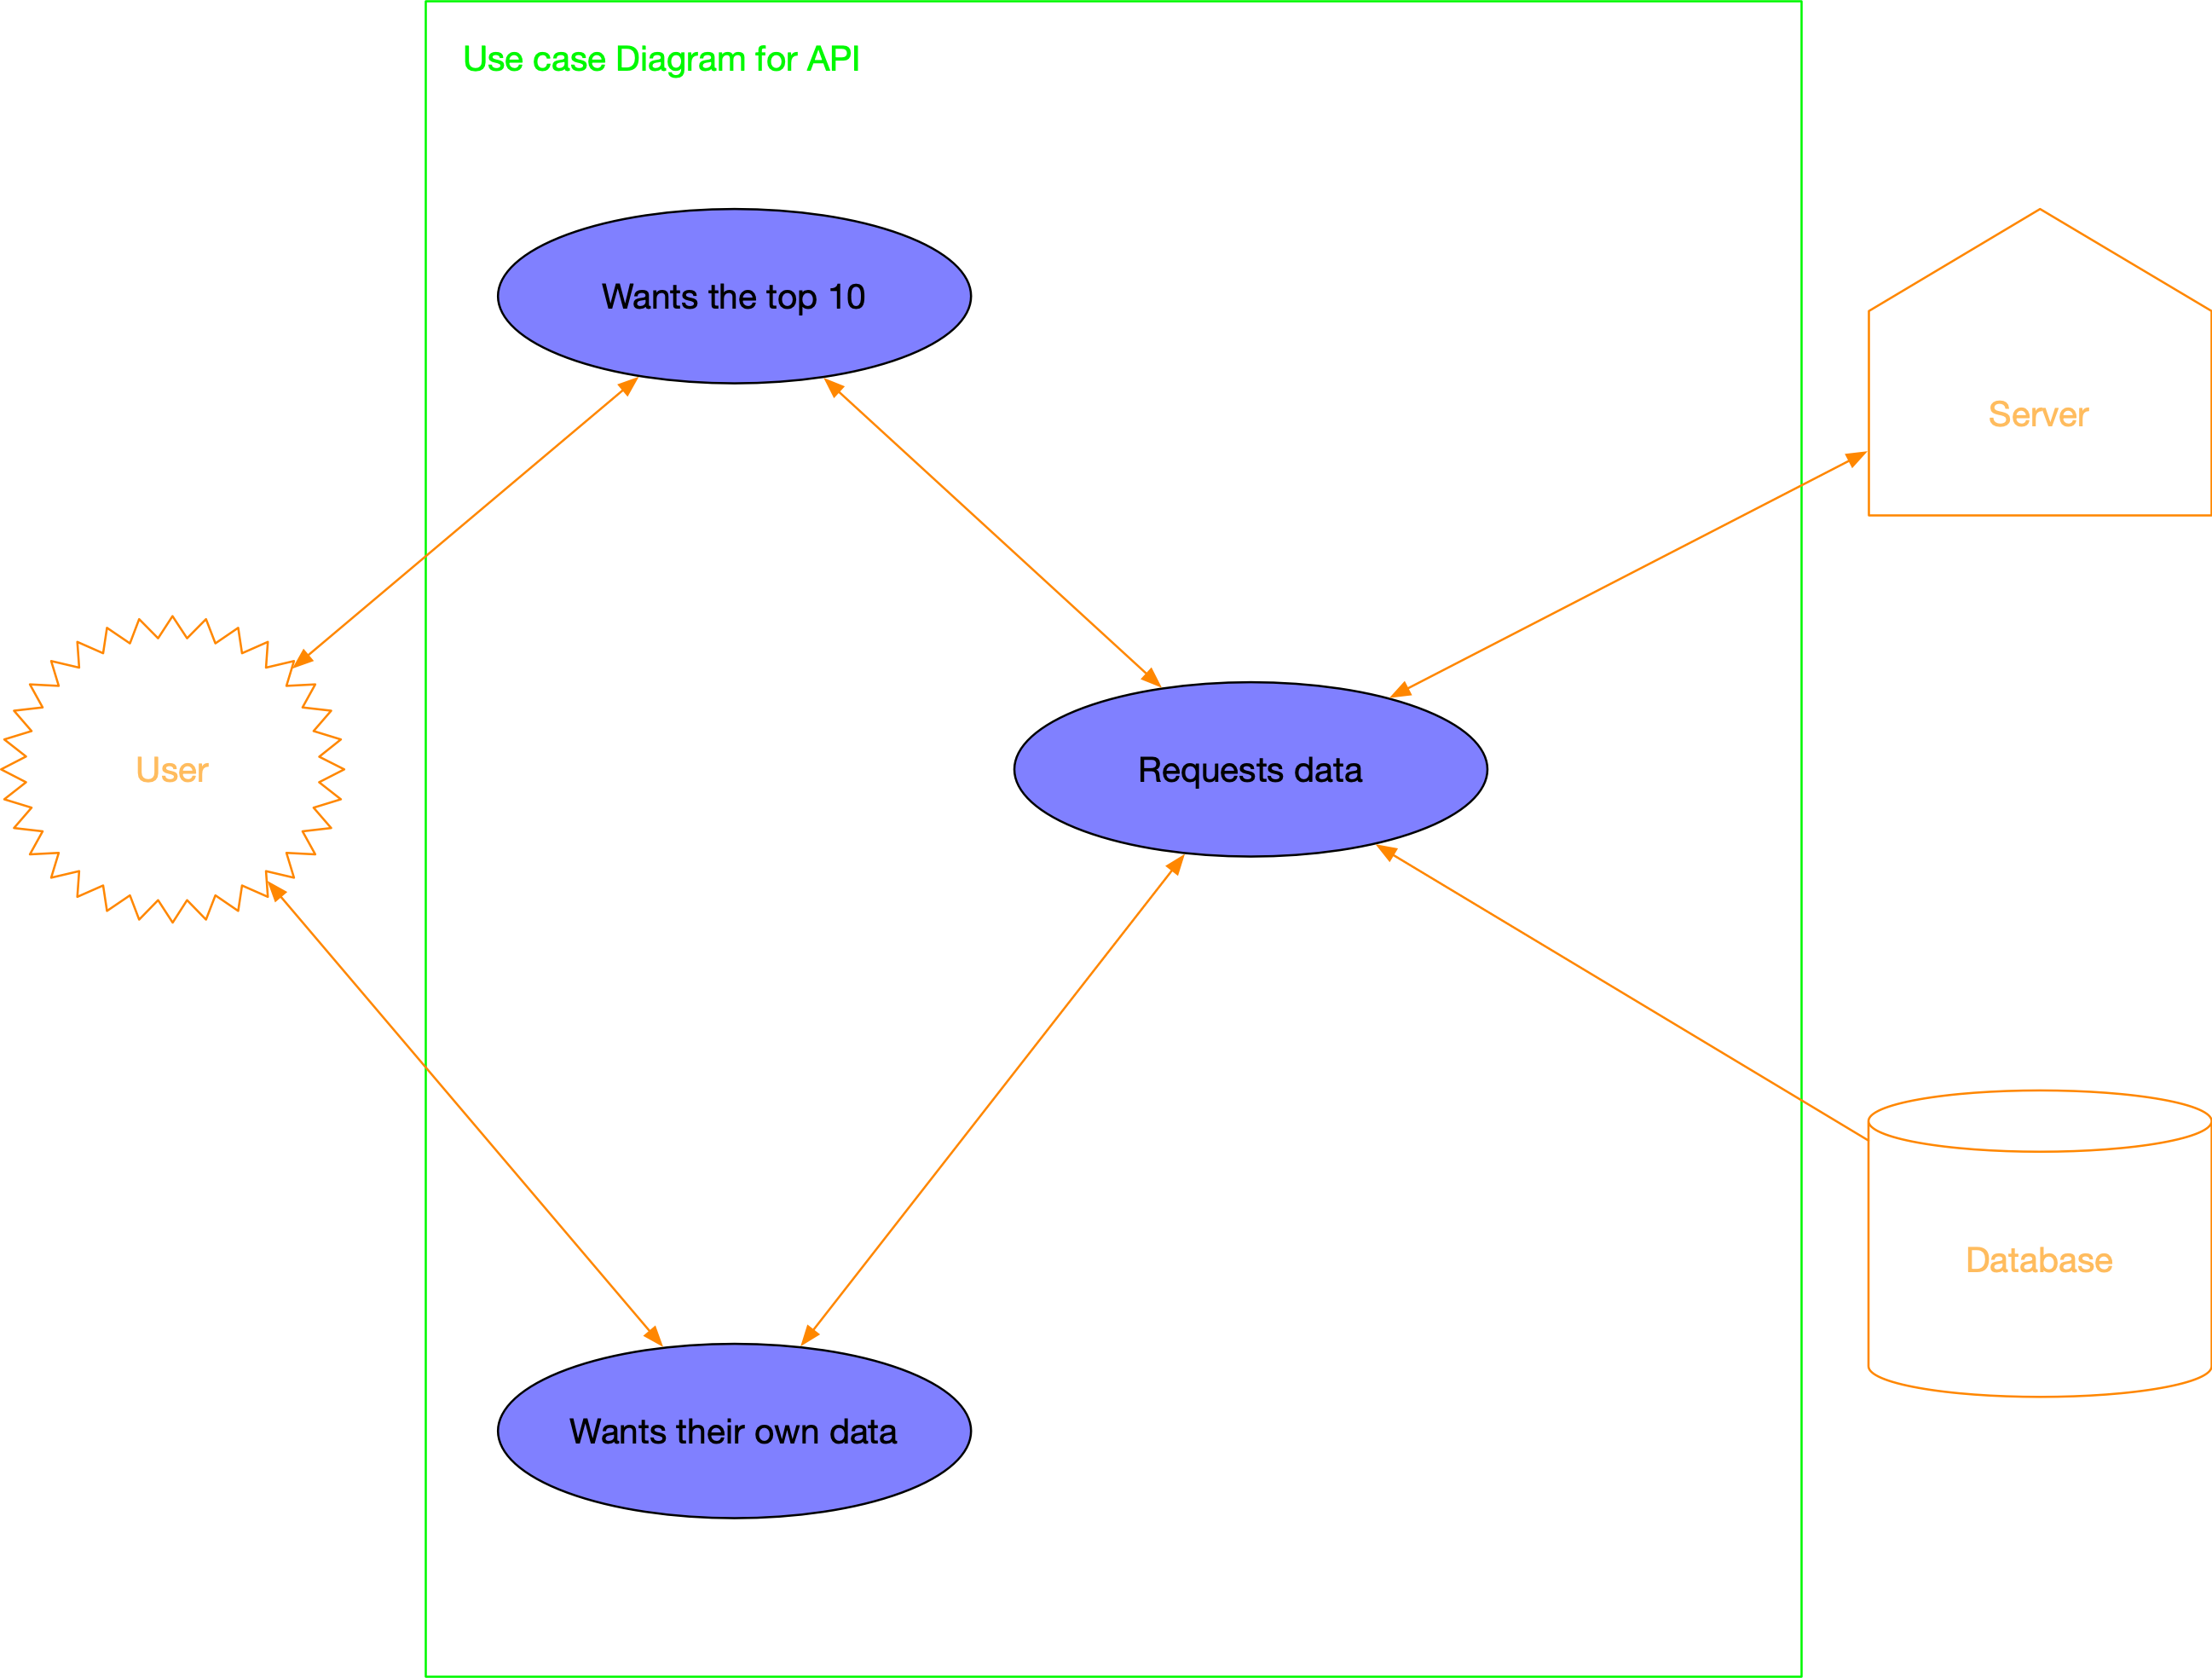 Use case Diagram for API
Wants the top 10
Server
User
Requests data
Database
Wants their own data